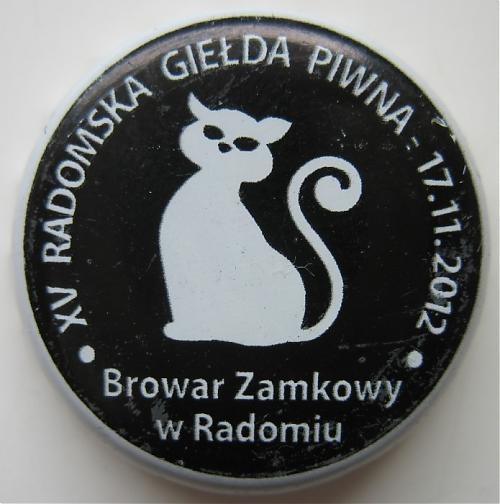 XV RADOMSKA GIEŁDA PIWNA - 17.11.2012
Browar Zamkowy
w Radomiu